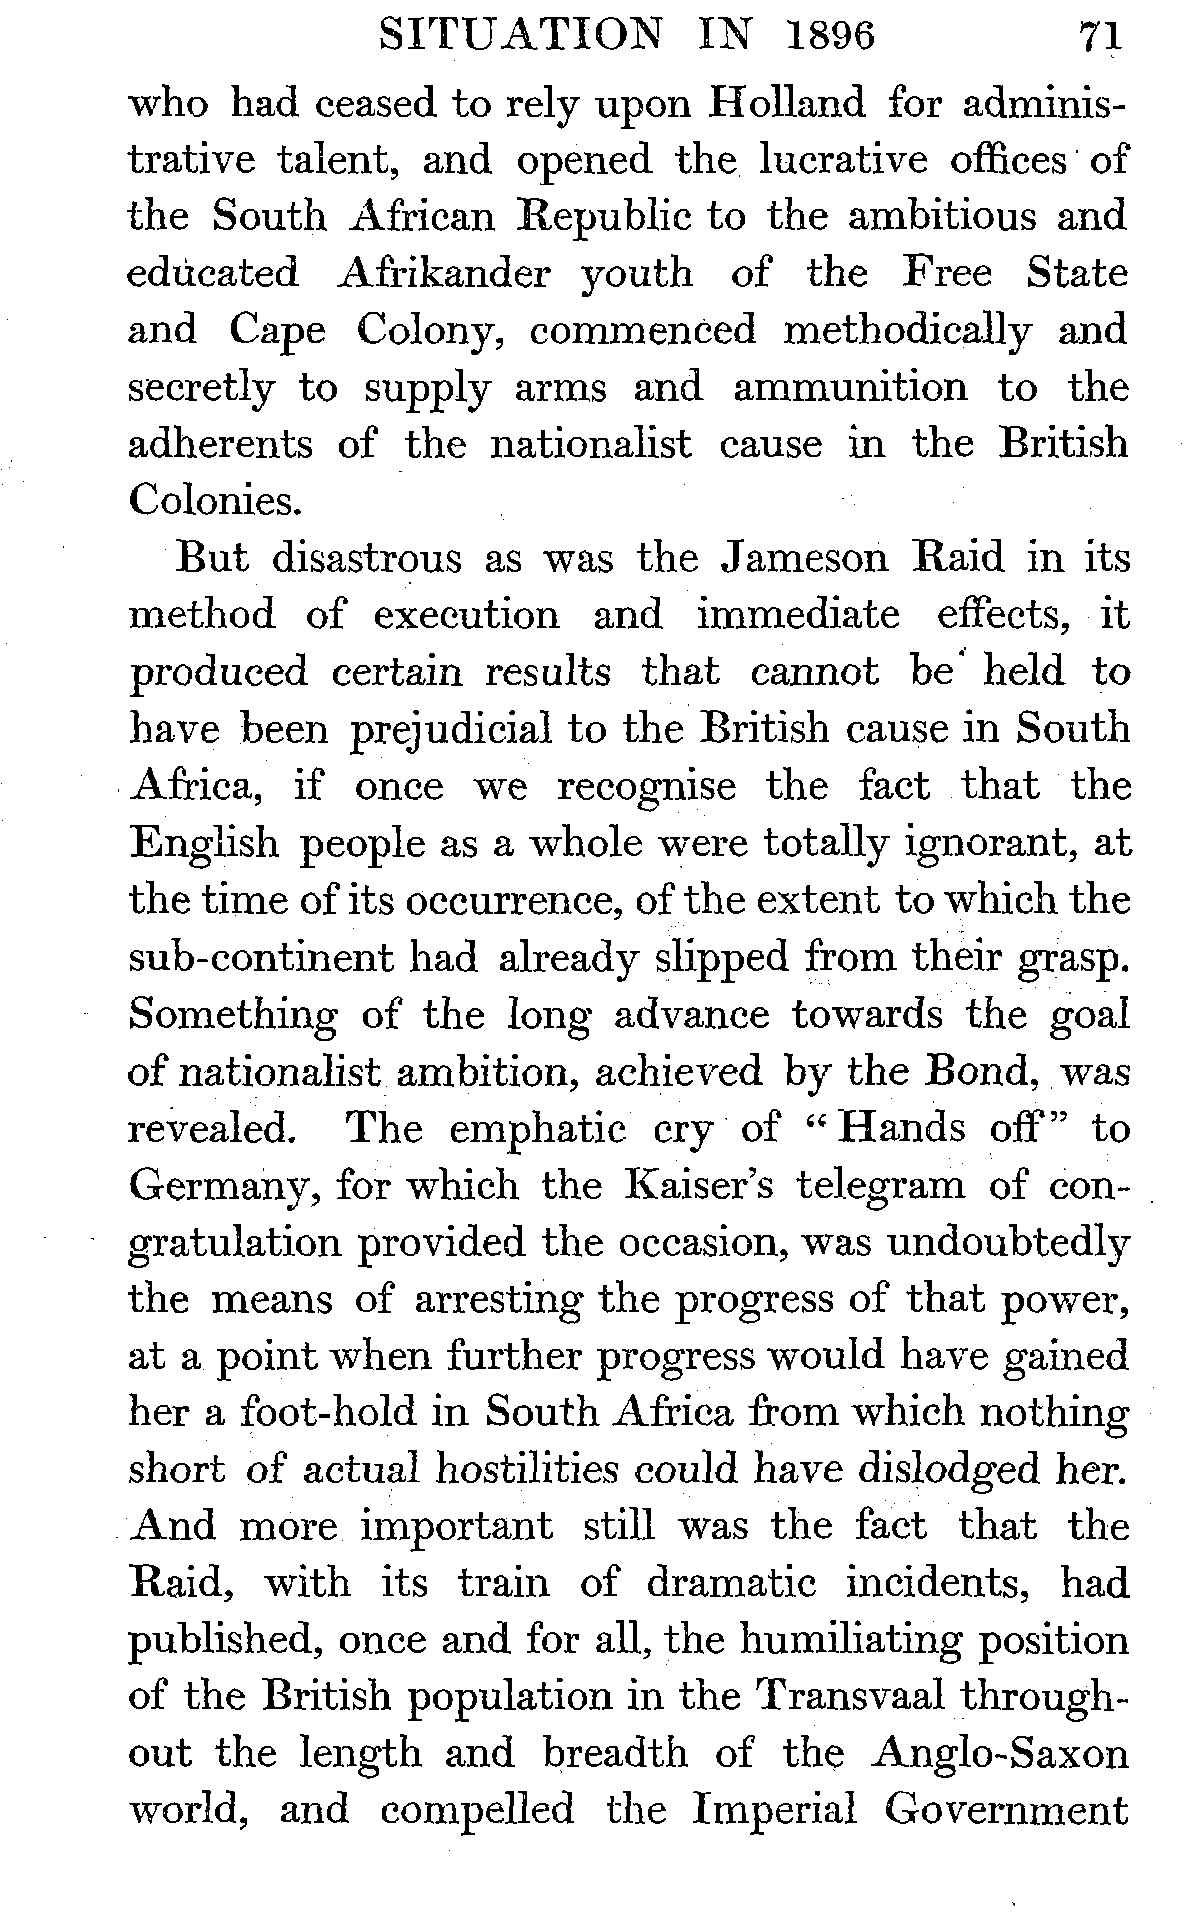 SITUATION IN 1896 71
who had ceased to rely upon Holland for adminis-
trative talent, and opened the lucrative offices of
the South African Republic to the ambitious and
educated Afrikander youth of the Free State
and Cape Colony, commenced methodically and
secretly to supply arms and ammunition to the
adherents of the nationalist cause in the British
Colonies.
But disastrous as was the Jameson Raid in its
method of execution and immediate effects, it
produced certain results that cannot be held to
have been prejudicial to the British cause in South
Africa, if once we recognise the fact that the
English people as a whole were totally ignorant, at
the time of its occurrence, of the extent to which the
sub-continent had already slipped from their grasp.
Something of the long advance towards the goal
of nationalist ambition, achieved by the Bond, was
revealed. The emphatic cry of “Hands off” to
Germany, for which the Kaiser’s telegram of con-
gratulation provided the occasion, was undoubtedly
the means of arresting the progress of that power,
at a point when further progress would have gained
her a foot-hold in South Africa from which nothing
short of actual hostilities could have dislodged her.
And more important still was the fact that the
Raid, with its train of dramatic incidents, had
published, once and for all, the humiliating position
of the British population in the Transvaal through-
out the length and breadth of the Anglo-Saxon
world, and compelled the Imperial Government